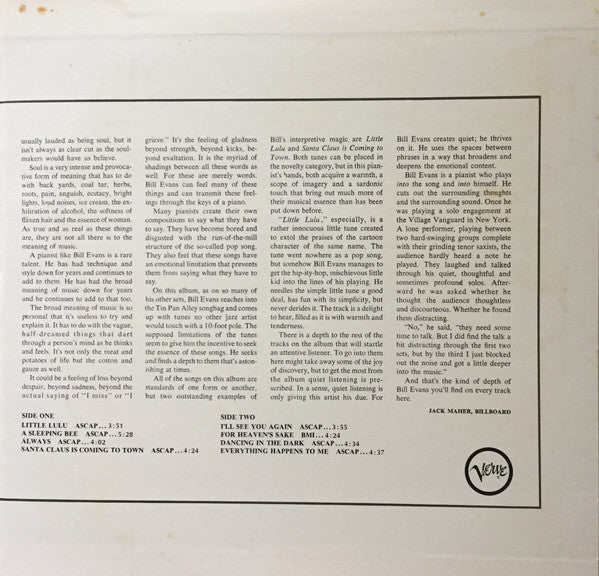 usually lauded as being soul, but it
isn't always as clear cut as the soul-
makers would have us believe.
Soul is a very intense and provoca-
tive form of meaning that has to do
with back yards, coal tar, herbs,
roots, pain, anguish, ecstacy, bright
lights, loud noises, ice cream, the ex-
hiliration of alcohol, the softness of
flaxen hair and the essence of woman.
As true and as real as these things
are, they are not all there is to the
meaning of music.
A pianist like Bill Evans is a rare
talent. He has had technique and
style down for years and continues to
add to them. He has had the broad
meaning of music down for years
and he continues to add to that too.
The broad meaning of music is so
personal that it's useless to try and
explain it. It has to do with the vague,
half-dreamed things that dart
through a person's mind as he thinks
and feels. It's not only the meat and
potatoes of life but the cotton and
gauze as well.
It could be a feeling of loss beyond
despair, beyond sadness, beyond the
actual saying of "I miss" or "I
grieve." It's the feeling of gladness
beyond strength, beyond kicks, be-
yond exaltation. It is the myriad of
shadings between all these words as
well. For these are merely words.
Bill Evans can feel many of these
things and can transmit these feel-
ings through the keys of a piano.
Many pianists create their own
compositions to say what they have
to say. They have become bored and
disgusted with the run-of-the-mill
structure of the so-called pop song.
They also feel that these songs have
an emotional limitation that prevents
them from saying what they have to
say.
On this album, as on so many of
his other sets, Bill Evans reaches into
the Tin Pan Alley songbag and comes
up with tunes no other jazz artist
would touch with a 10-foot pole. The
supposed limitations of the tunes
seem to give him the incentive to seek
the essence of these songs. He seeks
and finds a depth to them that's aston-
ishing at times.
All of the songs on this album are
standards of one form or another,
but two outstanding examples of
Bill's interpretive magic are Little
Lulu and Santa Claus is Coming to
Town. Both tunes can be placed in
the novelty category, but in this pian-
ist's hands, both acquire a warmth, a
scope of imagery and a sardonic
touch that bring out much more of
their musical essence than has been
put down before.
"Little Lulu," especially, is a
rather innocuous little tune created
to extol the praises of the cartoon
character of the same name. The
tune went nowhere as a pop song,
but somehow Bill Evans manages to
get the hip-ity-hop, mischievous little
kid into the lines of his playing. He
needles the simple little tune a good
deal, has fun with its simplicity, but
never derides it. The track is a delight
to hear, filled as it is with warmth and
tenderness.
There is a depth to the rest of the
tracks on the album that will startle
an attentive listener. To go into them
here might take away some of the joy
of discovery, but to get the most from
the album quiet listening is pre-
scribed. In a sense, quiet listening is
only giving this artist his due. For
Bill Evans creates quiet; he thrives
on it. He uses the spaces between
phrases in a way that broadens and
deepens the emotional content.
Bill Evans is a pianist who plays
into the song and into himself. He
cuts out the surrounding thoughts
and the surrounding sound. Once he
was playing a solo engagement at
the Village Vanguard in New York.
A lone performer, playing between
two hard-swinging groups complete
with their grinding tenor saxists, the
audience hardly heard a note he
played. They laughed and talked
through his quiet, thoughtful and
sometimes profound solos. After-
ward he was asked whether he
thought the audience thoughtless
and discourteous. Whether he found
them distracting.
"No," he said, "they need some
time to talk. But I did find the talk a
bit distracting through the first two
sets, but by the third I just blocked
out the noise and got a little deeper
into the music."
And that's the kind of depth of
Bill Evans you'll find on every track
here.
JACK MAHER, BILLBOARD
SIDE ONE
LITTLE LULU ASCAP...3:51
A SLEEPING BEE ASCAP...5:28
ALWAYS ASCAP...4:02
SANTA CLAUS IS COMING TO TOWN ASCAP...4:24
SIDE TWO
I'LL SEE YOU AGAIN ASCAP...3:55
FOR HEAVEN'S SAKE BMI...4:24
DANCING IN THE DARK ASCAP...4:34
EVERYTHING HAPPENS TO ME ASCAP...4:37
Verve